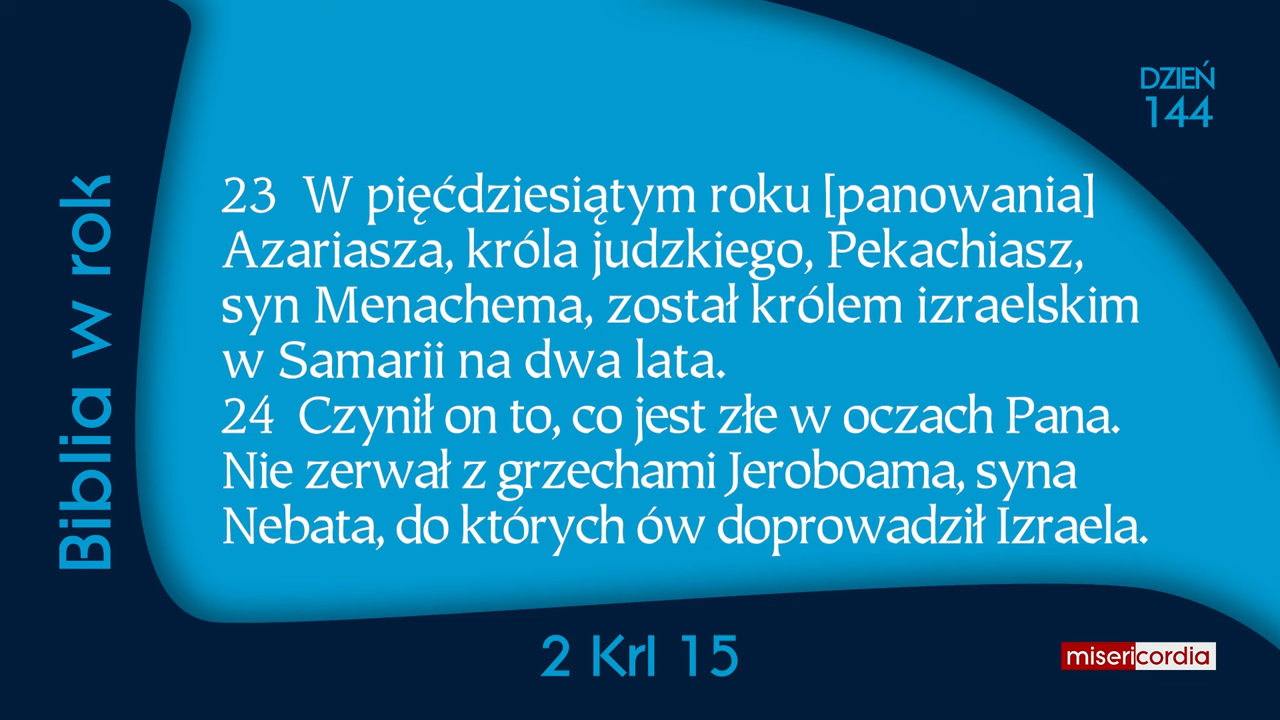 DZIEŃ
144
Biblia w rok
23 W pięćdziesiątym roku [panowania]
Azariasza, króla judzkiego, Pekachiasz,
syn Menachema, został królem izraelskim
w Samarii na dwa lata.
24 Czynił on to, co jest złe w oczach Pana.
Nie zerwał z grzechami Jeroboama, syna
Nebata, do których ów doprowadził Izraela.
2 Krl 15
misericordia